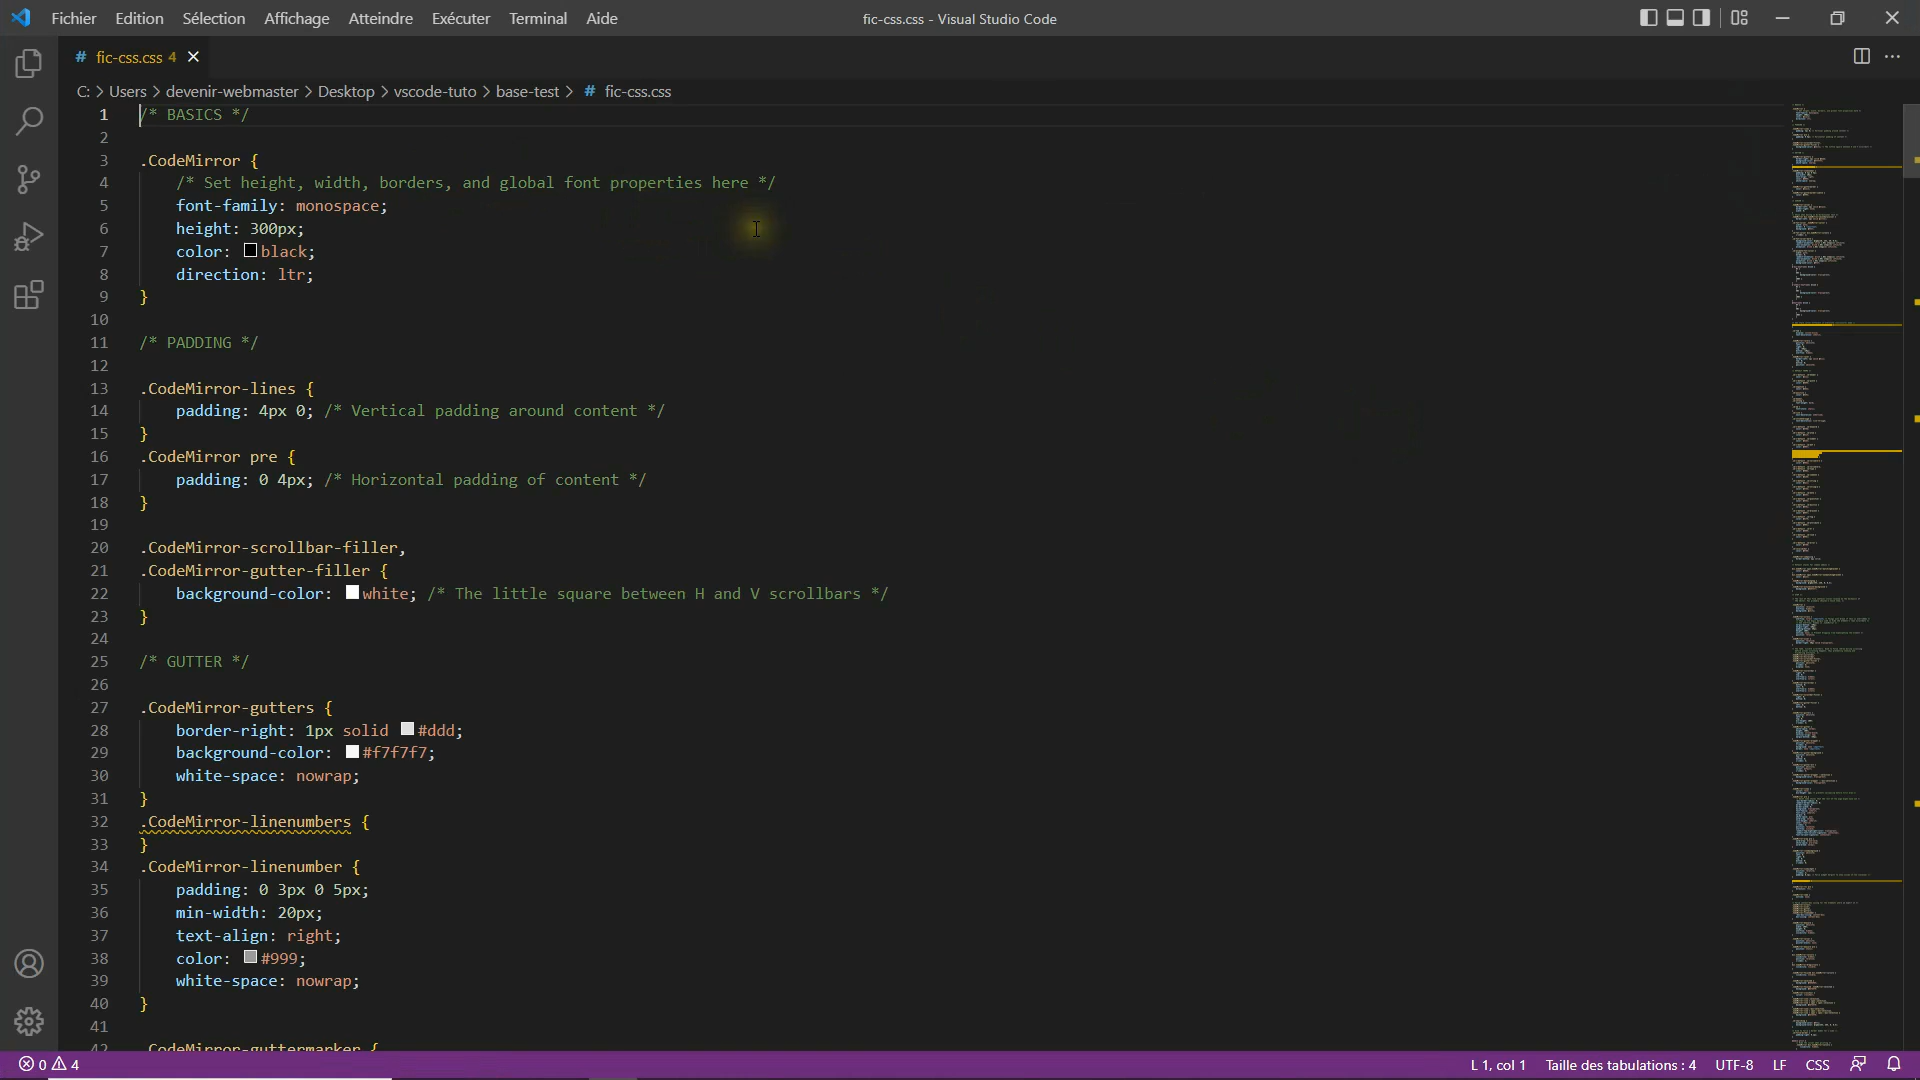 Fichier Edition Sélection Affichage Atteindre Exécuter Terminal Aide
fic-css.css - Visual Studio Code
# fic-css.css 4
C: > Users > devenir-webmaster > Desktop > vscode-tuto > base-test > # fic-css.css
1 /* BASICS */
2
3 .CodeMirror {
4 /* Set height, width, borders, and global font properties here */
5 font-family: monospace;
6 height: 300px;
7 color: black;
8 direction: ltr;
9 }
10
11 /* PADDING */
12
13 .CodeMirror-lines {
14 padding: 4px 0; /* Vertical padding around content */
15 }
16 .CodeMirror pre {
17 padding: 0 4px; /* Horizontal padding of content */
18 }
19
20 .CodeMirror-scrollbar-filler,
21 .CodeMirror-gutter-filler {
22 background-color: white; /* The little square between H and V scrollbars */
23 }
24
25 /* GUTTER */
26
27 .CodeMirror-gutters {
28 border-right: 1px solid #ddd;
29 background-color: #f7f7f7;
30 white-space: nowrap;
31 }
32 .CodeMirror-linenumbers {
33 }
34 .CodeMirror-linenumber {
35 padding: 0 3px 0 5px;
36 min-width: 20px;
37 text-align: right;
38 color: #999;
39 white-space: nowrap;
40 }
41
42 .CodeMirror-guttermarker {
0 4
L 1, col 1 Taille des tabulations : 4 UTF-8 LF CSS